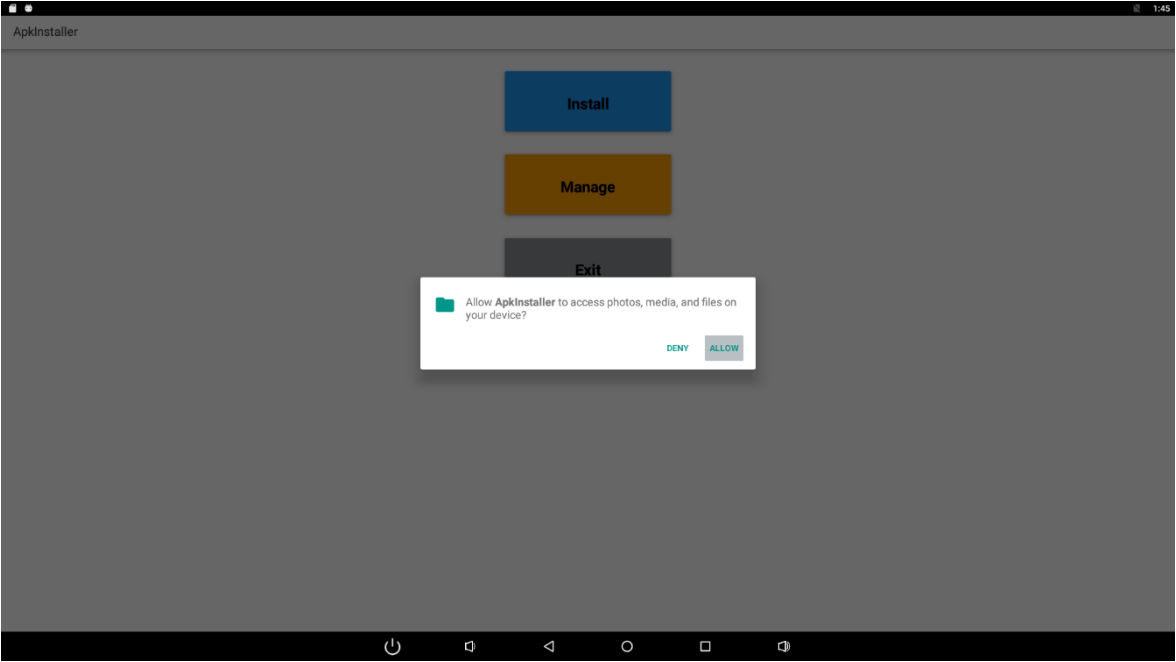 1:45
ApkInstaller
Install
Manage
Exit
Allow ApkInstaller to access photos, media, and files on
your device?
DENY ALLOW